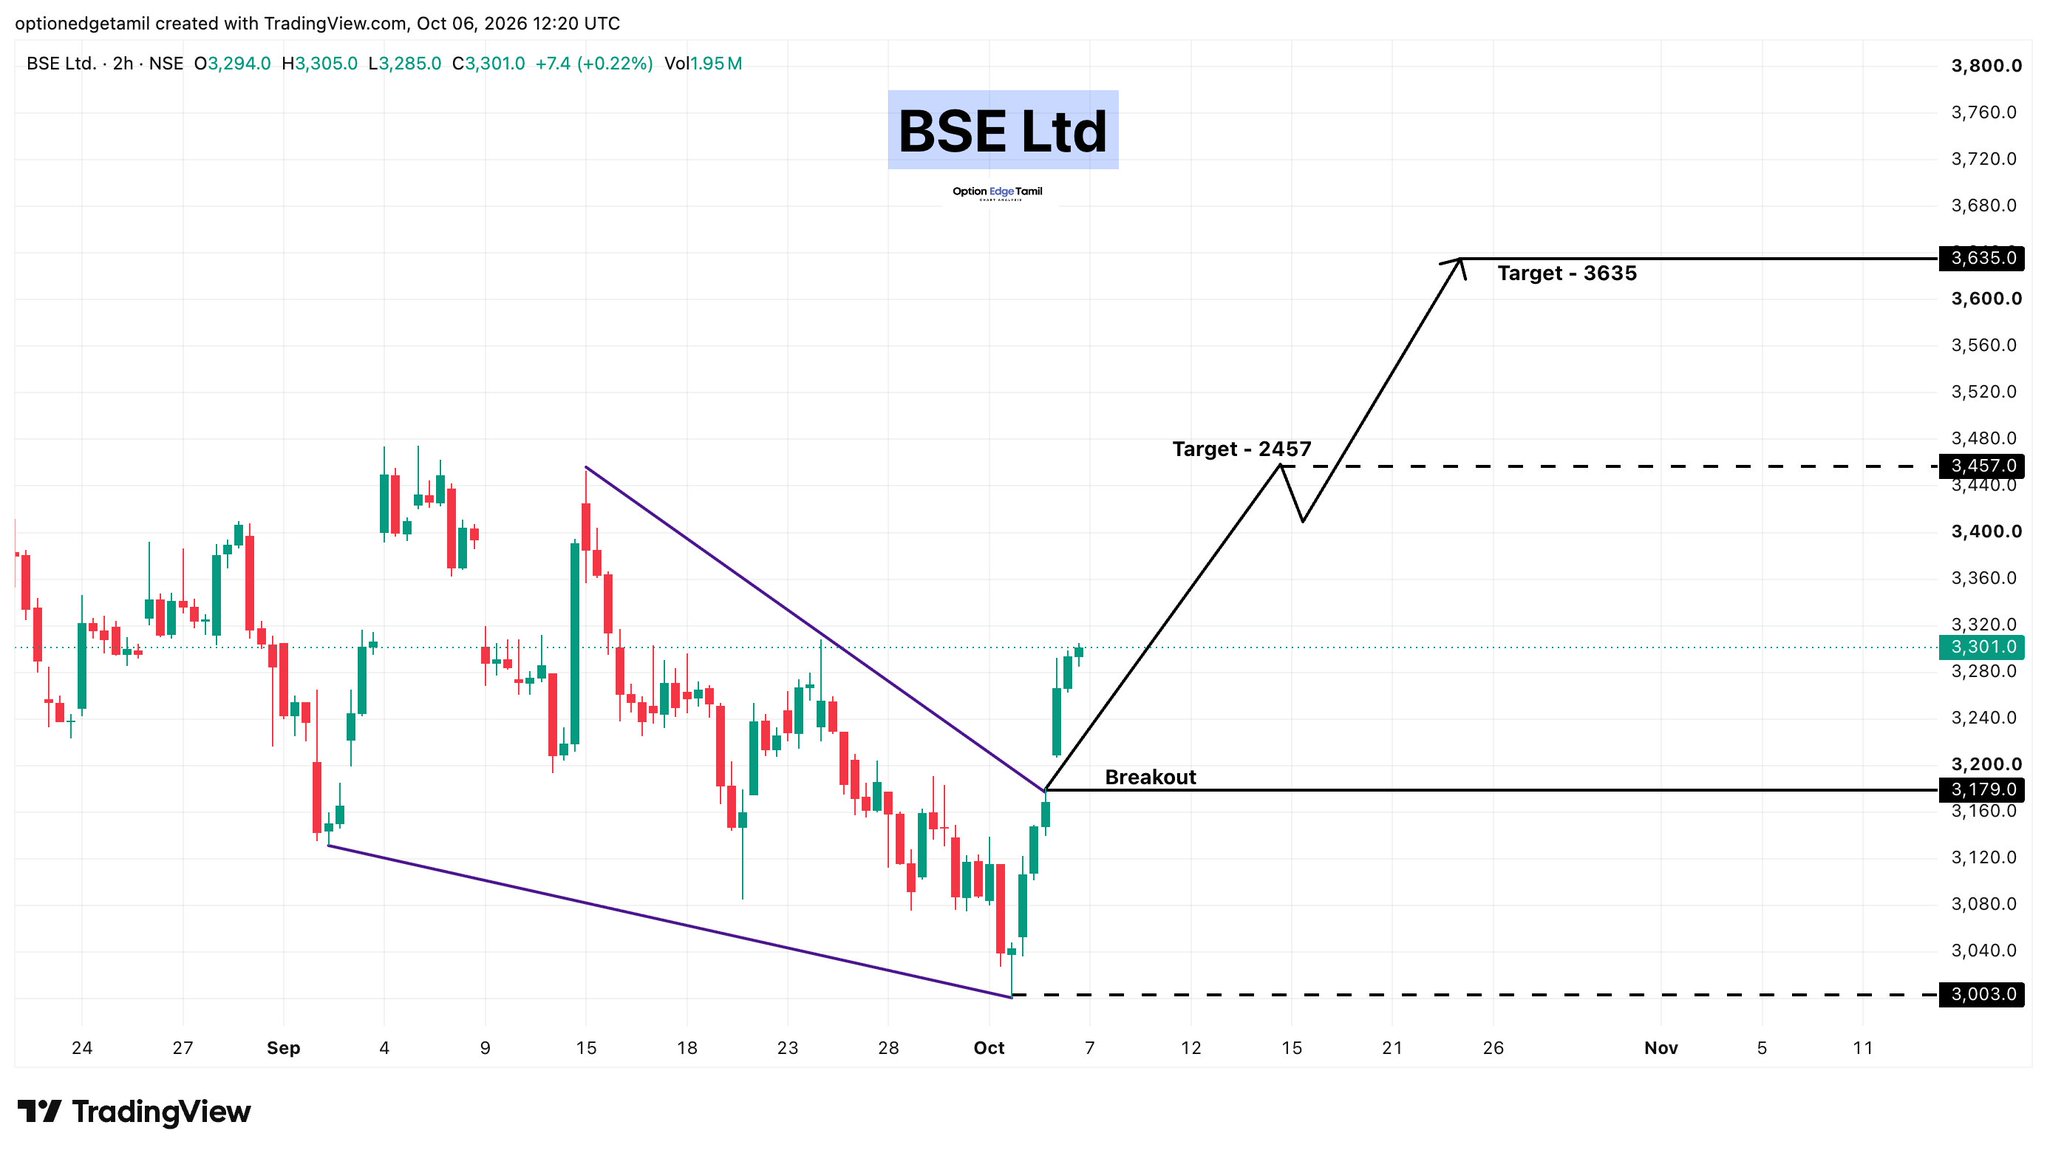 optionedgetamil created with TradingView.com, Oct 06, 2026 12:20 UTC
BSE Ltd. · 2h · NSE O3,294.0 H3,305.0 L3,285.0 C3,301.0 +7.4 (+0.22%) Vol1.95 M
BSE Ltd
Option Edge Tamil
CHART ANALYSIS
3,800.0
3,760.0
3,720.0
3,680.0
3,635.0
Target - 3635
3,600.0
3,560.0
3,520.0
3,480.0
Target - 2457
3,457.0
3,440.0
3,400.0
3,360.0
3,320.0
3,301.0
3,280.0
3,240.0
3,200.0
Breakout
3,179.0
3,160.0
3,120.0
3,080.0
3,040.0
3,003.0
24 27 Sep 4 9 15 18 23 28 Oct 7 12 15 21 26 Nov 5 11
TradingView